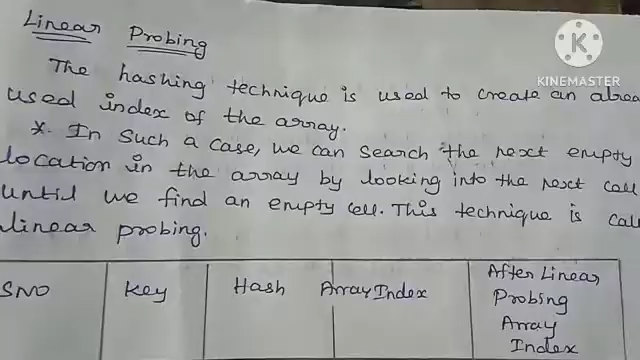 Linear Probing
KINEMASTER
The hashing technique is used to create an alrea
used index of the array.
*. In such a case, we can search the next empty
location in the array by looking into the next cell
until we find an empty cell. This technique is call
linear probing.
SNO Key Hash Array Index After Linear
Probing
Array
Index